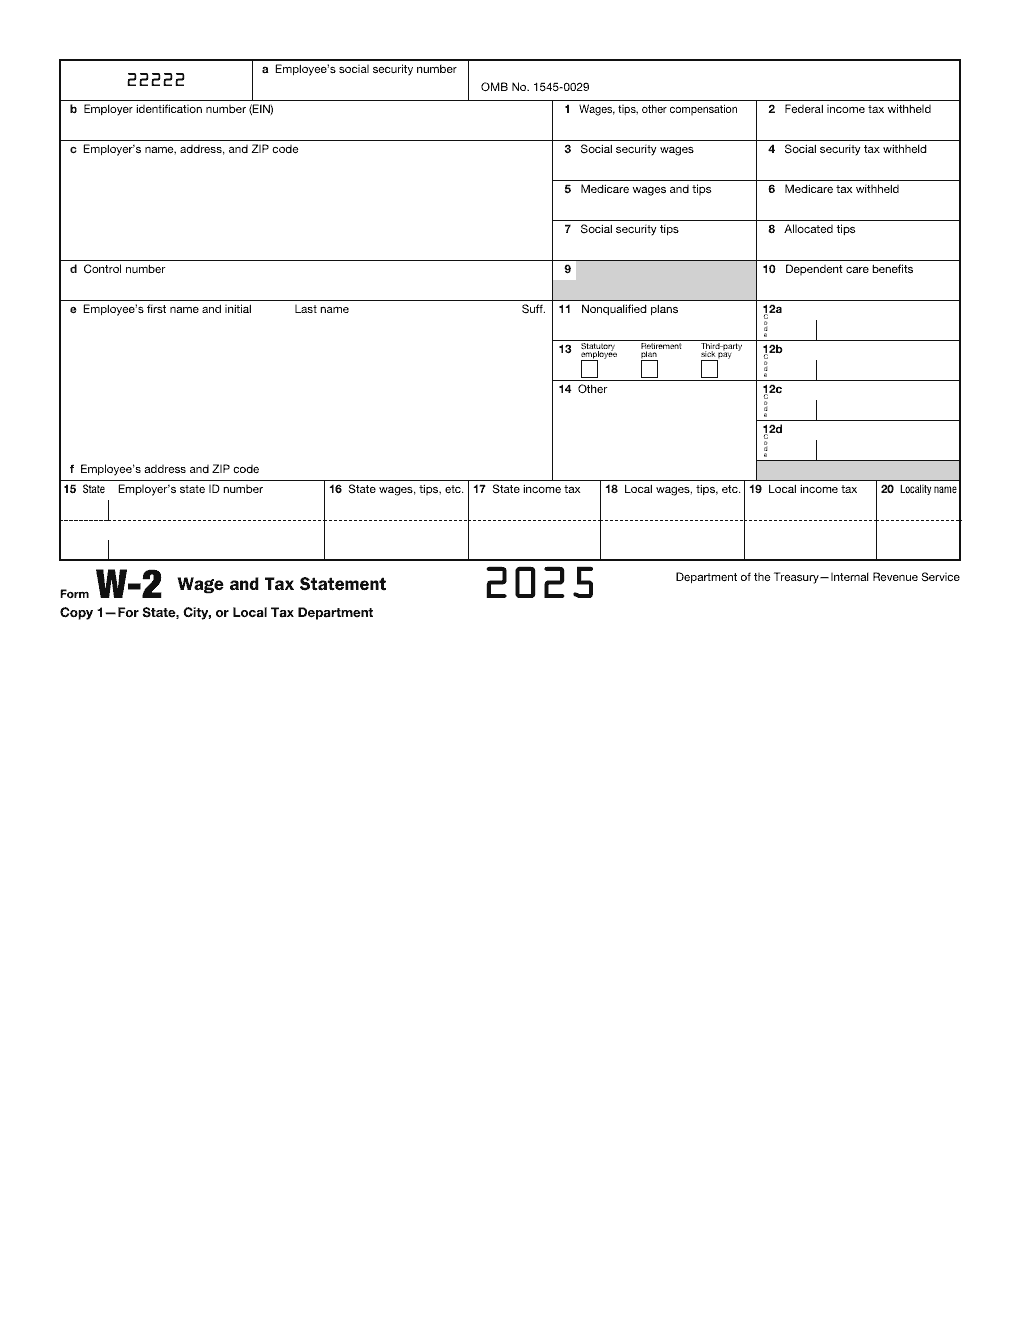 22222
a Employee's social security number
OMB No. 1545-0029
b Employer identification number (EIN)
1 Wages, tips, other compensation
2 Federal income tax withheld
c Employer's name, address, and ZIP code
3 Social security wages
4 Social security tax withheld
5 Medicare wages and tips
6 Medicare tax withheld
7 Social security tips
8 Allocated tips
d Control number
9
10 Dependent care benefits
e Employee's first name and initial
Last name
Suff.
11 Nonqualified plans
12a
Code
13
Statutory
employee
Retirement
plan
Third-party
sick pay
12b
Code
14 Other
12c
Code
12d
Code
f Employee's address and ZIP code
15 State
Employer's state ID number
16 State wages, tips, etc.
17 State income tax
18 Local wages, tips, etc.
19 Local income tax
20 Locality name
Form W-2 Wage and Tax Statement
2025
Department of the Treasury—Internal Revenue Service
Copy 1—For State, City, or Local Tax Department